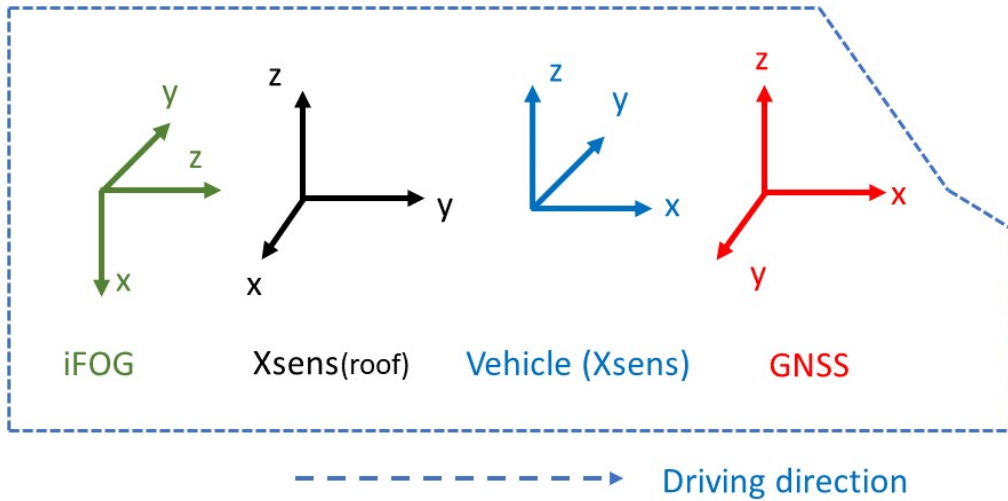 y
z
x
iFOG
z
y
x
Xsens(roof)
z
y
x
Vehicle (Xsens)
z
x
y
GNSS
Driving direction